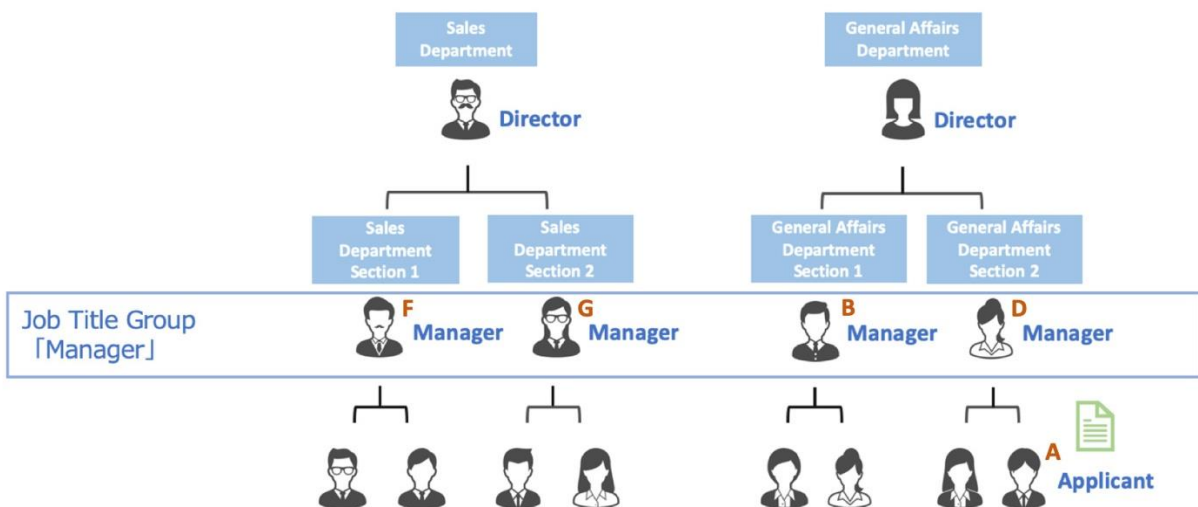 Sales
Department
General Affairs
Department
Director
Director
Sales
Department
Section 1
Sales
Department
Section 2
General Affairs
Department
Section 1
General Affairs
Department
Section 2
Job Title Group
「Manager」
F
Manager
G
Manager
B
Manager
D
Manager
A
Applicant